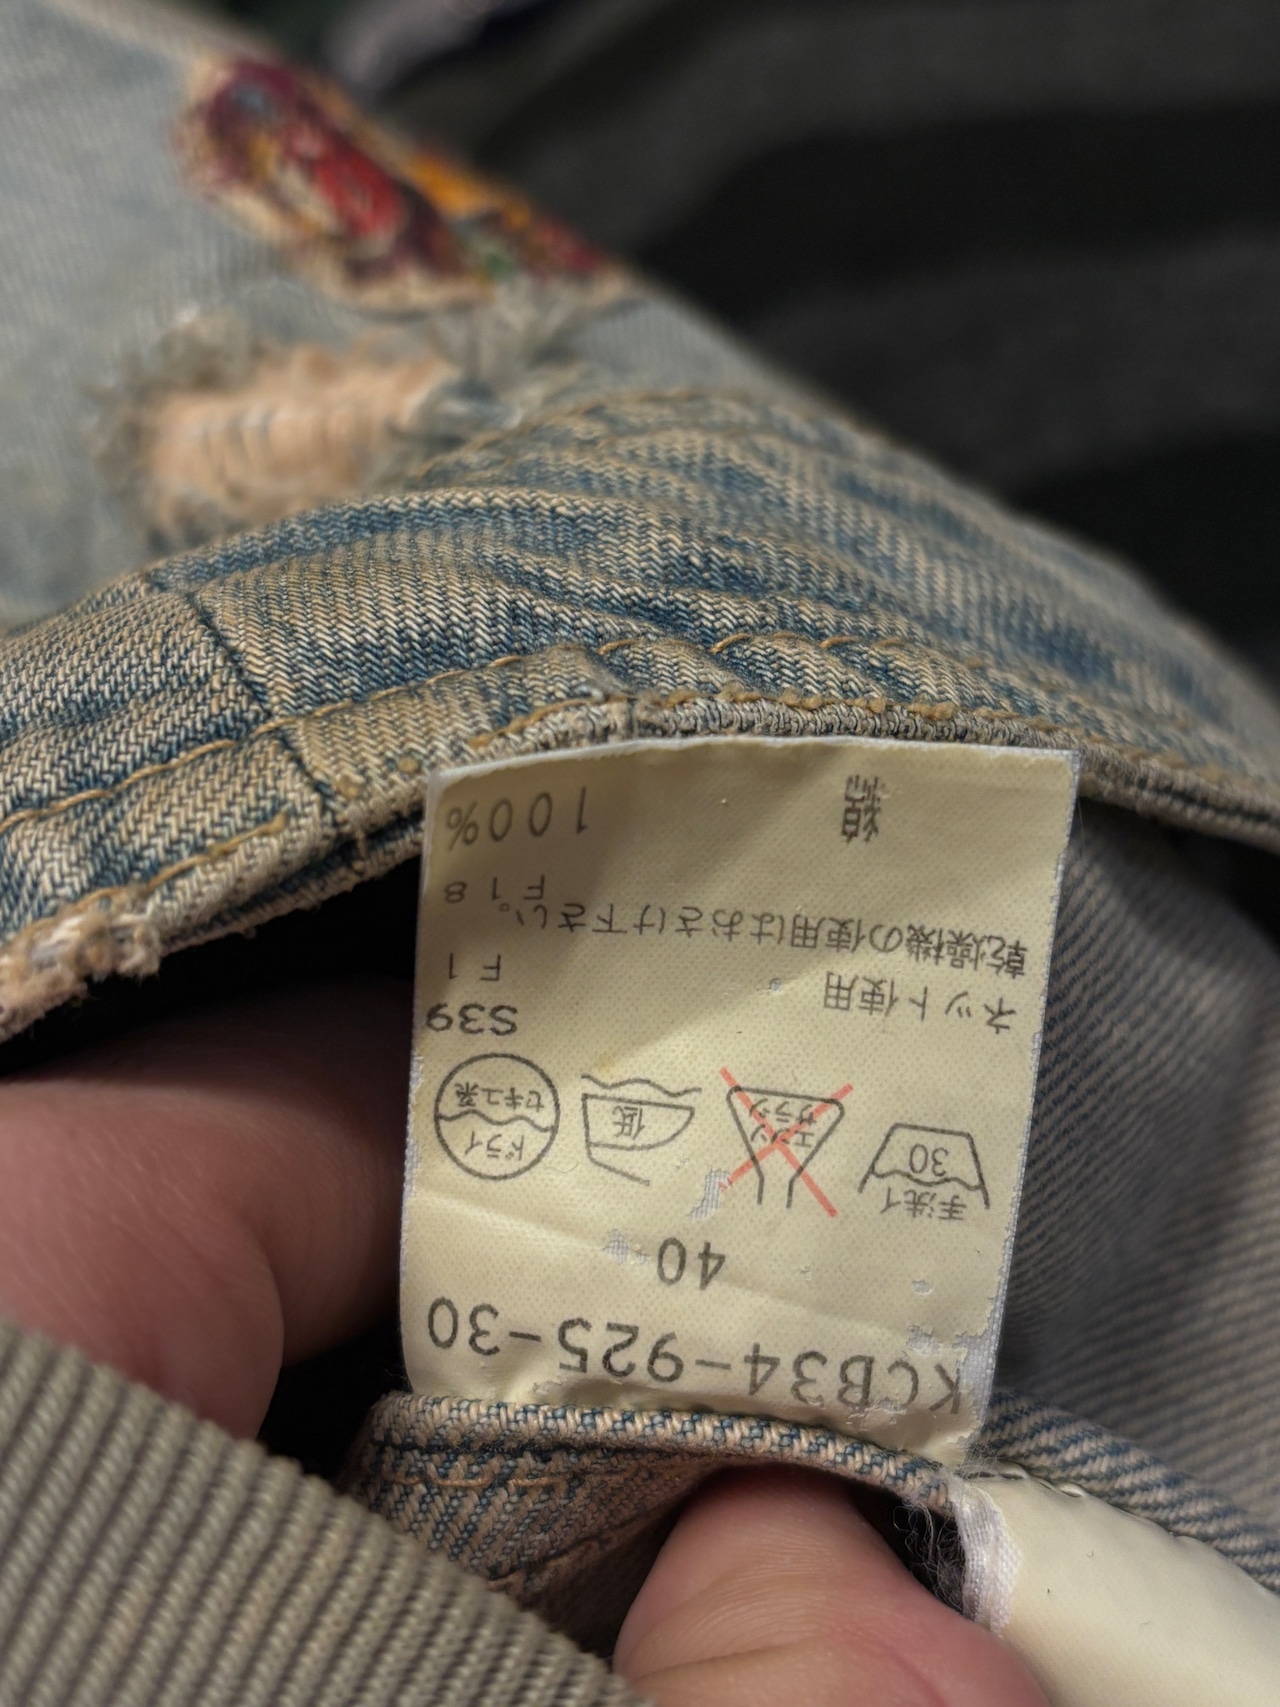 KCB34-925-30
40
手洗イ
30
エンソ
サラシ
低
ドライ
セキユ系
S39
ネット使用
F1
乾燥機の使用はおさけ下さい。
F18
綿
100%